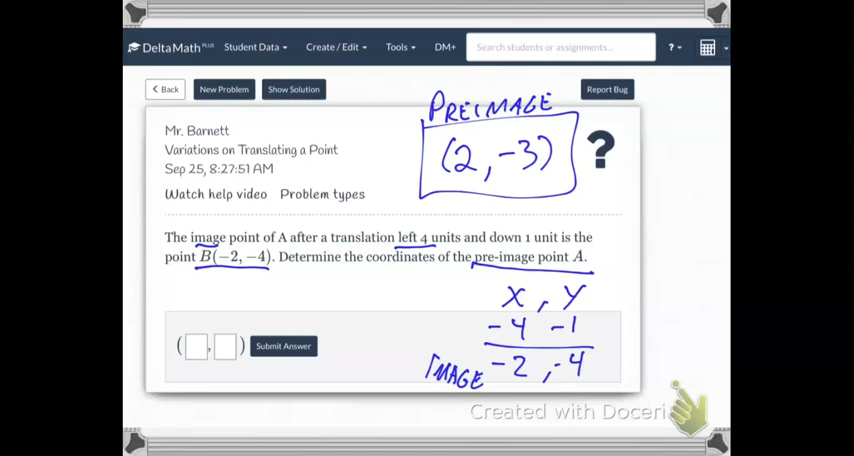 DeltaMath PLUS Student Data Create / Edit Tools DM+ Search students or assignments... ?
Back New Problem Show Solution Report Bug
PREIMAGE
(2, -3) ?
Mr. Barnett
Variations on Translating a Point
Sep 25, 8:27:51 AM
Watch help video Problem types
The image point of A after a translation left 4 units and down 1 unit is the
point B(−2, −4). Determine the coordinates of the pre-image point A.
X, Y
-4 -1
( , ) Submit Answer
IMAGE -2, -4
Created with Doceri